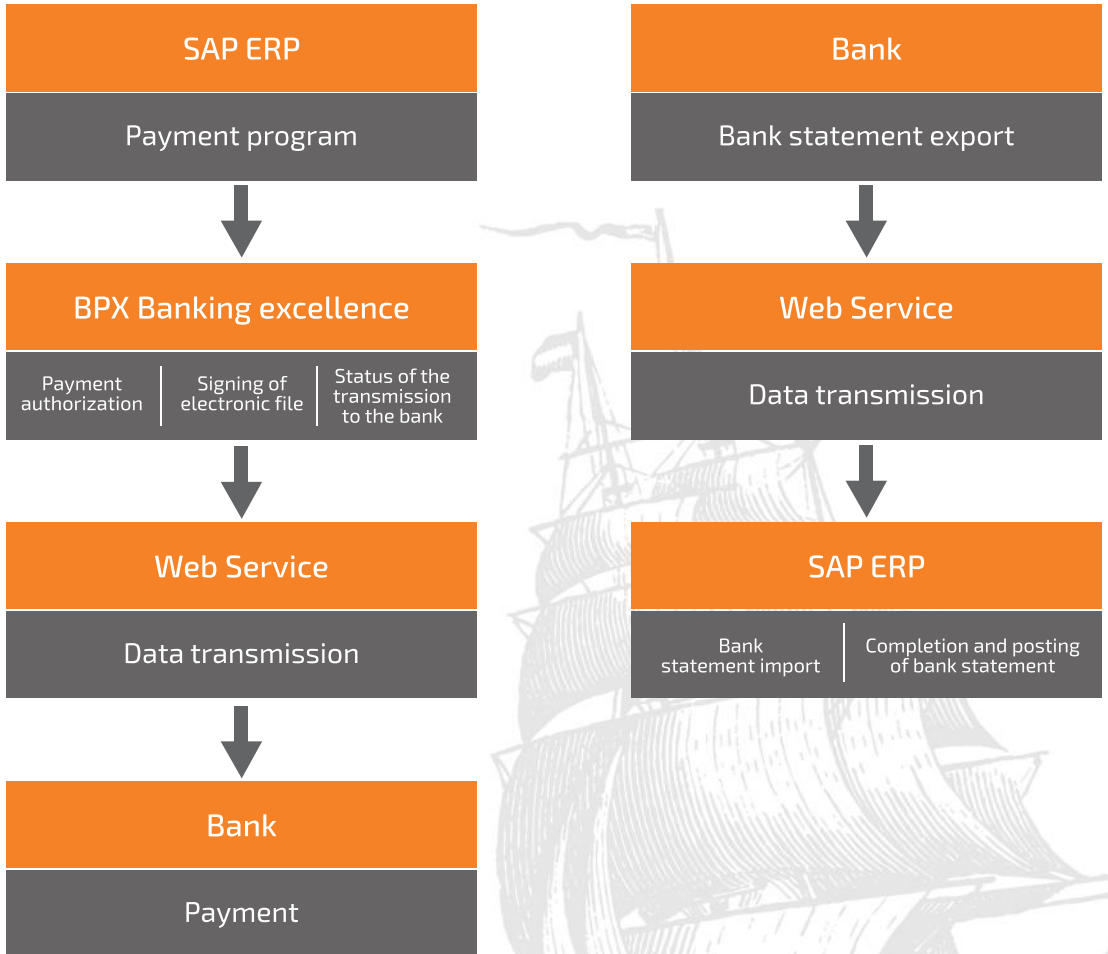 SAP ERP
Payment program
BPX Banking excellence
Payment
authorization
Signing of
electronic file
Status of the
transmission
to the bank
Web Service
Data transmission
Bank
Payment
Bank
Bank statement export
Web Service
Data transmission
SAP ERP
Bank
statement import
Completion and posting
of bank statement